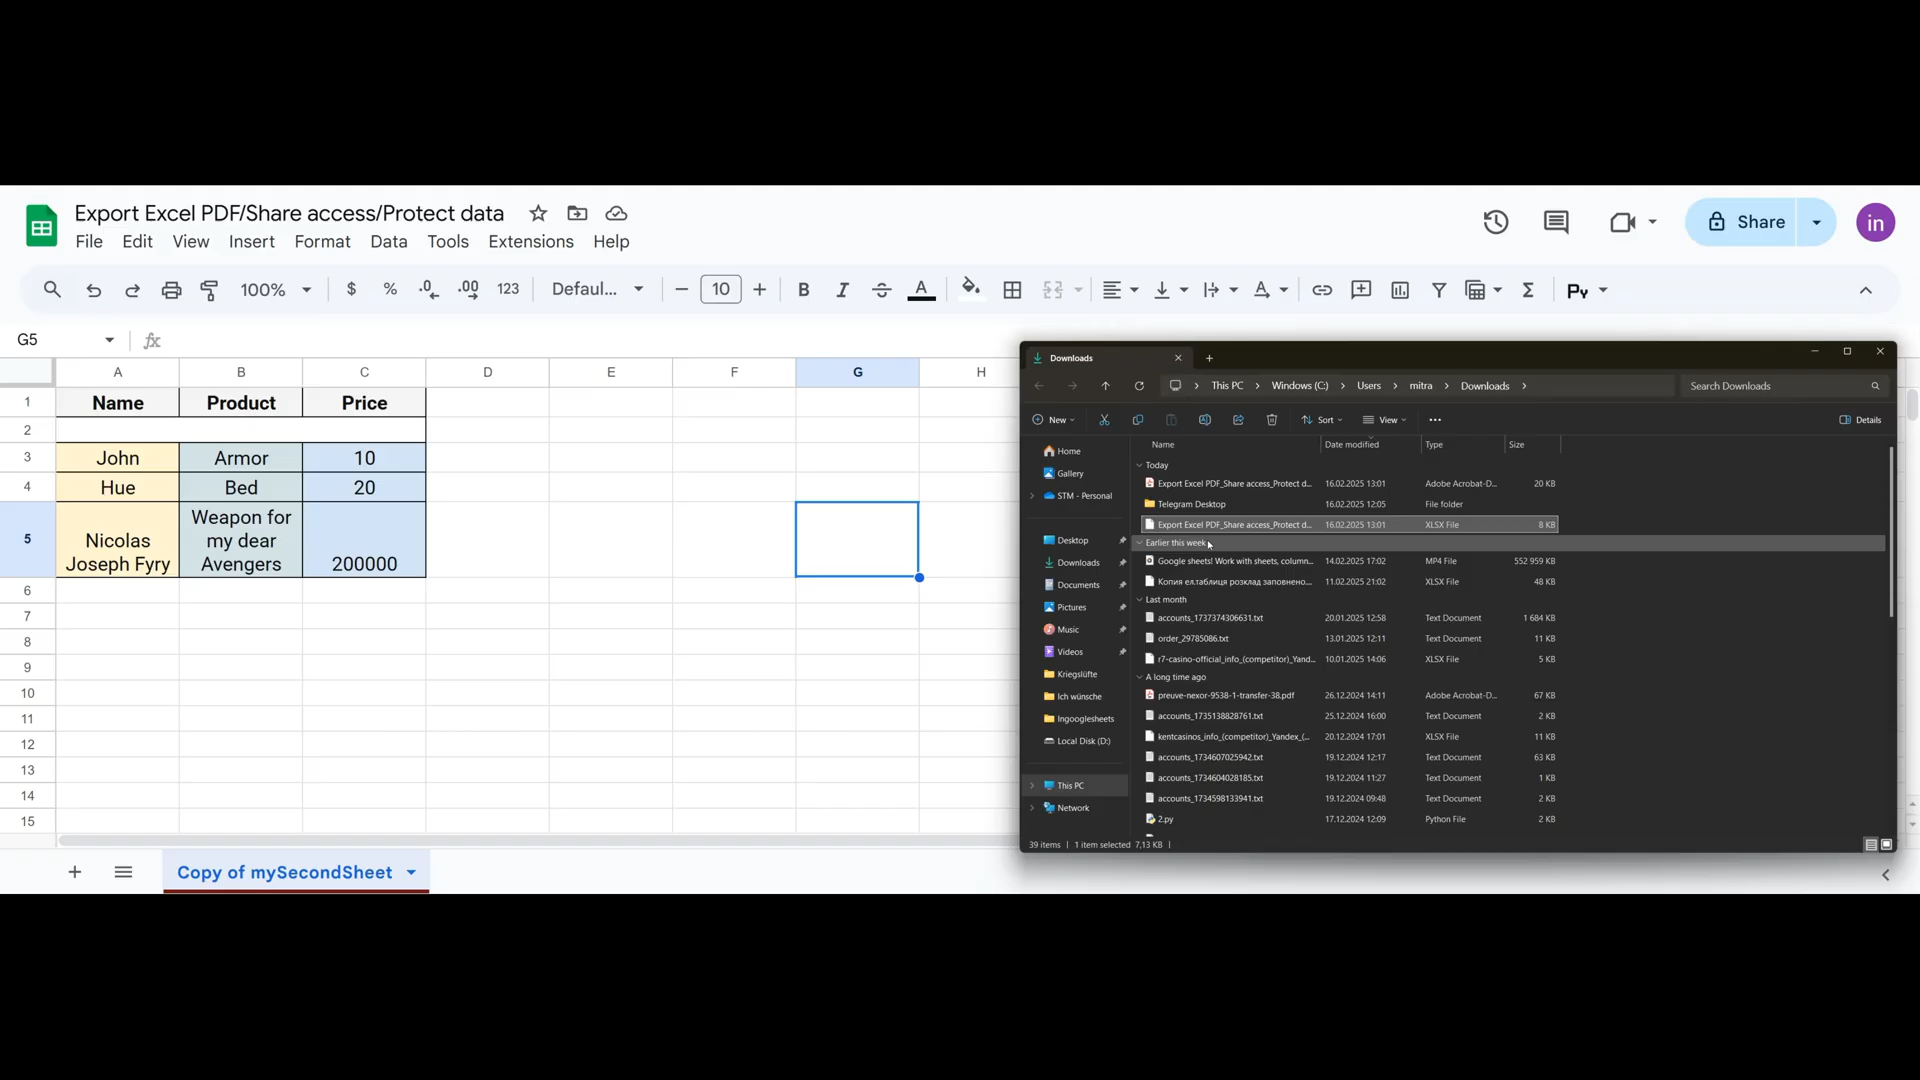 Export Excel PDF/Share access/Protect data
File Edit View Insert Format Data Tools Extensions Help
Share
in
100% $ % .0 .00 123 Defaul... 10 B I A Σ Py
G5 fx
A B C D E F G H
1 Name Product Price
2
3 John Armor 10
4 Hue Bed 20
5 Nicolas Joseph Fyry Weapon for my dear Avengers 200000
6
7
8
9
10
11
12
13
14
15
Copy of mySecondSheet
Downloads
This PC Windows (C:) Users mitra Downloads Search Downloads
New Sort View Details
Home
Gallery
STM - Personal
Desktop
Downloads
Documents
Pictures
Music
Videos
Kriegslüfte
Ich wünsche
Ingooglesheets
Local Disk (D:)
This PC
Network
Name Date modified Type Size
Today
Export Excel PDF_Share access_Protect d... 16.02.2025 13:01 Adobe Acrobat-D... 20 KB
Telegram Desktop 16.02.2025 12:05 File folder
Export Excel PDF_Share access_Protect d... 16.02.2025 13:01 XLSX File 8 KB
Earlier this week
Google sheets! Work with sheets, column... 14.02.2025 17:02 MP4 File 552 959 KB
Копия ел.таблиця розклад заповнено... 11.02.2025 21:02 XLSX File 48 KB
Last month
accounts_1737374306631.txt 20.01.2025 12:58 Text Document 1 684 KB
order_29785086.txt 13.01.2025 12:11 Text Document 11 KB
r7-casino-official_info_(competitor)_Yand... 10.01.2025 14:06 XLSX File 5 KB
A long time ago
preuve-nexor-9538-1-transfer-38.pdf 26.12.2024 14:11 Adobe Acrobat-D... 67 KB
accounts_1735138828761.txt 25.12.2024 16:00 Text Document 2 KB
kentcasinos_info_(competitor)_Yandex_(... 20.12.2024 17:01 XLSX File 11 KB
accounts_1734607025942.txt 19.12.2024 12:17 Text Document 63 KB
accounts_1734604028185.txt 19.12.2024 11:27 Text Document 1 KB
accounts_1734598133941.txt 19.12.2024 09:48 Text Document 2 KB
2.py 17.12.2024 12:09 Python File 2 KB
39 items 1 item selected 7,13 KB